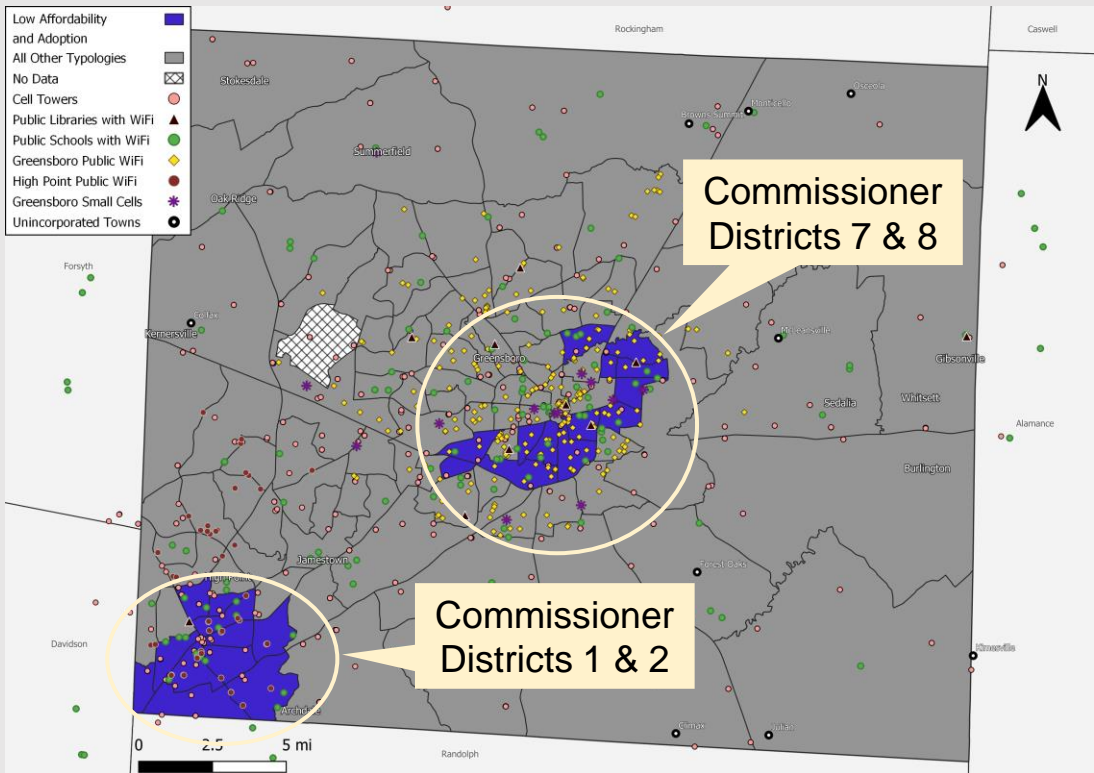 Low Affordability
and Adoption
All Other Typologies
No Data
Cell Towers
Public Libraries with WiFi
Public Schools with WiFi
Greensboro Public WiFi
High Point Public WiFi
Greensboro Small Cells
Unincorporated Towns
Rockingham
Caswell
N
Stokesdale
Osceola
Monticello
Browns Summit
Summerfield
Commissioner
Districts 7 & 8
Oak Ridge
Forsyth
Colfax
Kernersville
McLeansville
Greensboro
Gibsonville
Whitsett
Sedalia
Alamance
Burlington
Jamestown
Forest Oaks
High Point
Commissioner
Districts 1 & 2
Davidson
Kimesville
Archdale
Climax
Julian
0 2.5 5 mi
Randolph